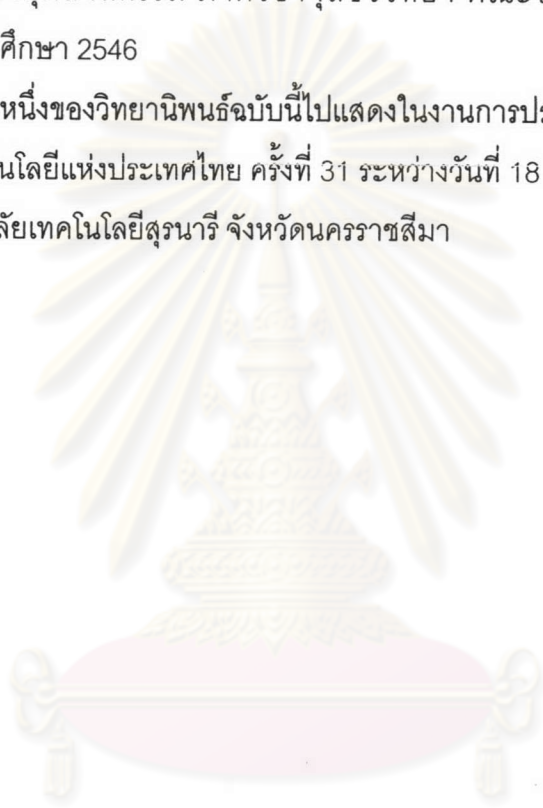 ศึกษา 2546
หนึ่งของวิทยานิพนธ์ฉบับนี้ไปแสดงในงานการประ
นโลยีแห่งประเทศไทย ครั้งที่ 31 ระหว่างวันที่ 18
ลัยเทคโนโลยีสุรนารี จังหวัดนครราชสีมา